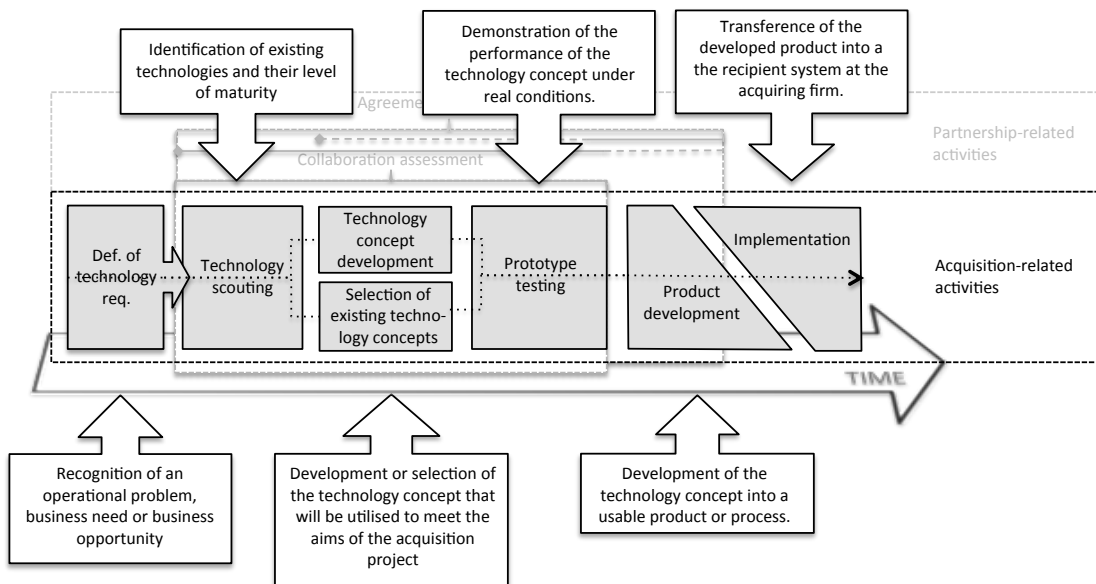 Identification of existing
technologies and their level
of maturity
Demonstration of the
performance of the
technology concept under
real conditions.
Transference of the
developed product into a
the recipient system at the
acquiring firm.
Partnership-related
activities
Collaboration assessment
Def. of
technology
req.
Technology
scouting
Technology
concept
development
Selection of
existing techno-
logy concepts
Prototype
testing
Product
development
Implementation
Acquisition-related
activities
TIME
Recognition of an
operational problem,
business need or business
opportunity
Development or selection of
the technology concept that
will be utilised to meet the
aims of the acquisition
project
Development of the
technology concept into a
usable product or process.